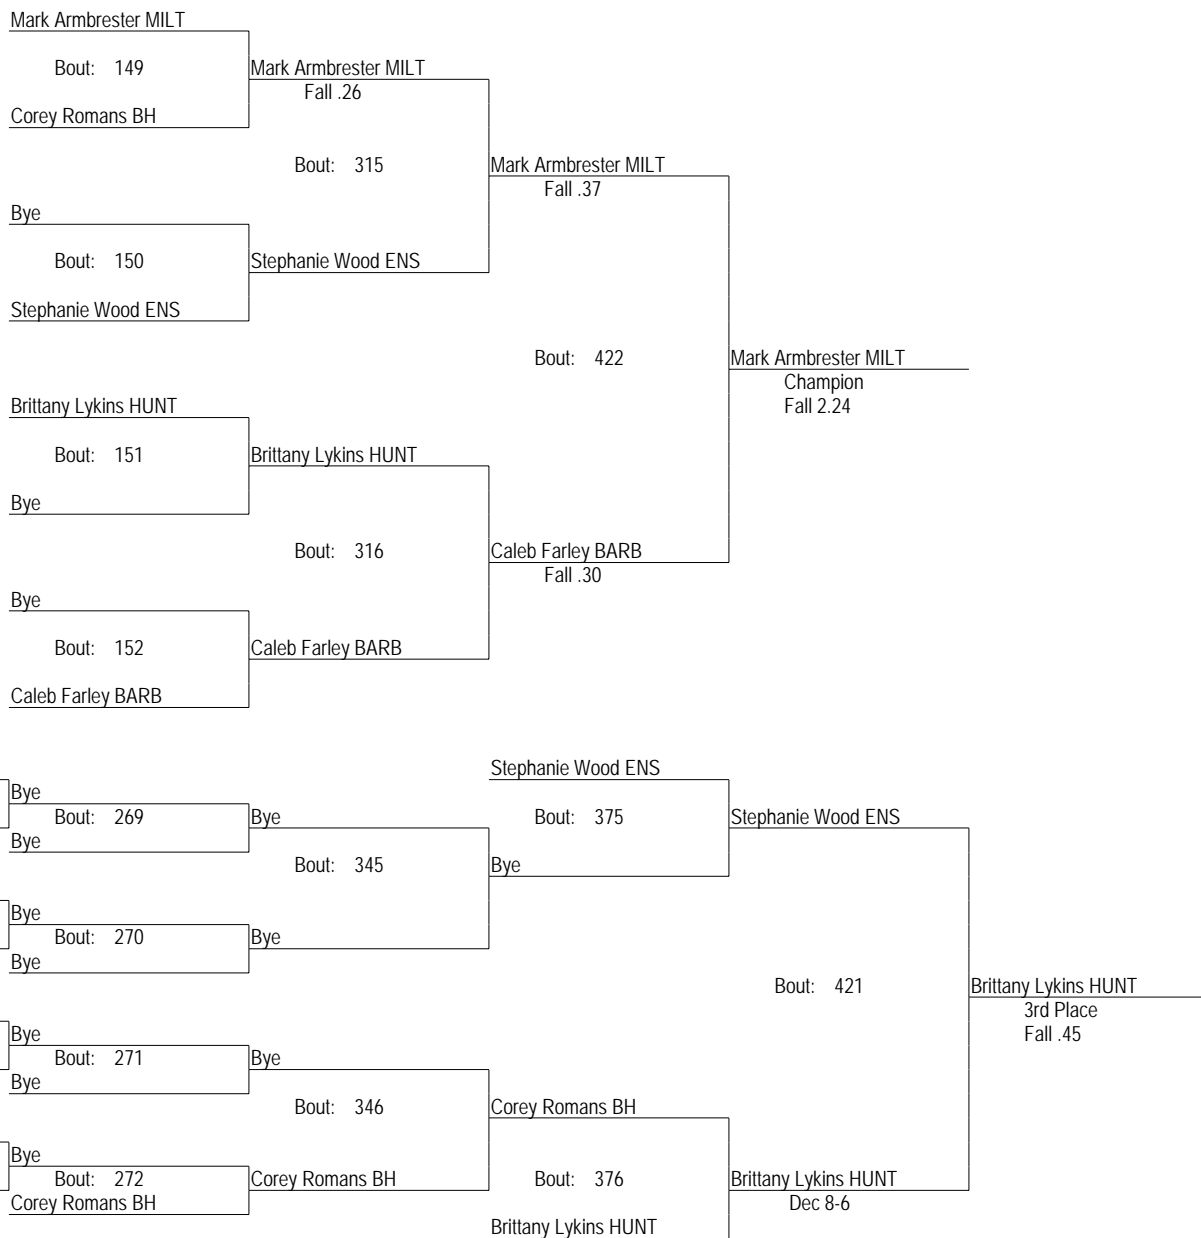 Mark Armbrester MILT
Bout: 149
Mark Armbrester MILT
Fall .26
Corey Romans BH
Bout: 315
Mark Armbrester MILT
Fall .37
Bye
Bout: 150
Stephanie Wood ENS
Stephanie Wood ENS
Bout: 422
Mark Armbrester MILT
Champion
Fall 2.24
Brittany Lykins HUNT
Bout: 151
Brittany Lykins HUNT
Bye
Bout: 316
Caleb Farley BARB
Fall .30
Bye
Bout: 152
Caleb Farley BARB
Caleb Farley BARB
Stephanie Wood ENS
Bye
Bout: 269
Bye
Bout: 375
Stephanie Wood ENS
Bye
Bout: 345
Bye
Bye
Bout: 270
Bye
Bye
Bout: 421
Brittany Lykins HUNT
3rd Place
Fall .45
Bye
Bout: 271
Bye
Bye
Bout: 346
Corey Romans BH
Bye
Bout: 272
Corey Romans BH
Bout: 376
Brittany Lykins HUNT
Dec 8-6
Corey Romans BH
Brittany Lykins HUNT